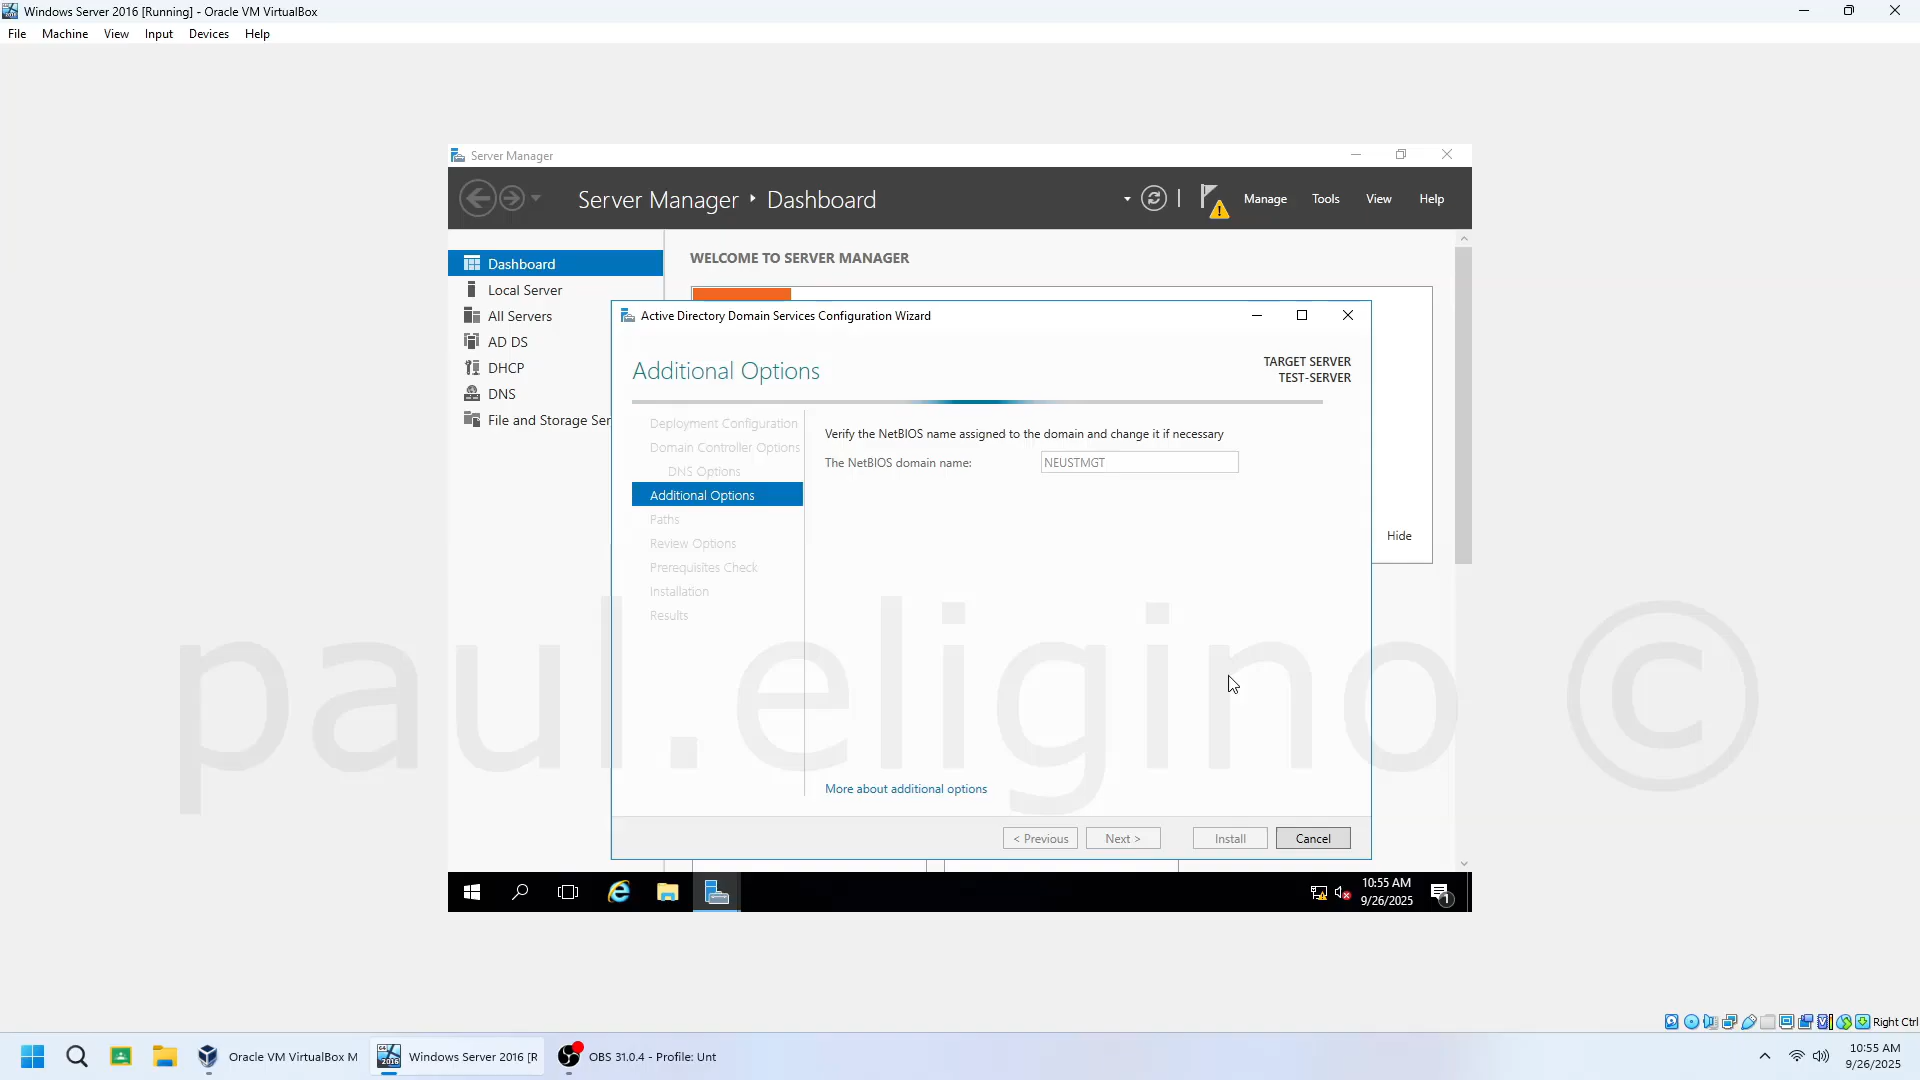 Windows Server 2016 [Running] - Oracle VM VirtualBox
File Machine View Input Devices Help
Server Manager
Server Manager Dashboard
Manage Tools View Help
Dashboard
Local Server
All Servers
AD DS
DHCP
DNS
File and Storage Ser
WELCOME TO SERVER MANAGER
Hide
Active Directory Domain Services Configuration Wizard
Additional Options
TARGET SERVER
TEST-SERVER
Deployment Configuration
Domain Controller Options
DNS Options
Additional Options
Paths
Review Options
Prerequisites Check
Installation
Results
Verify the NetBIOS name assigned to the domain and change it if necessary
The NetBIOS domain name: NEUSTMGT
More about additional options
< Previous Next > Install Cancel
paul.eligino ©
10:55 AM
9/26/2025
1
Right Ctrl
Oracle VM VirtualBox M
2016
Windows Server 2016 [R
OBS 31.0.4 - Profile: Unt
10:55 AM
9/26/2025